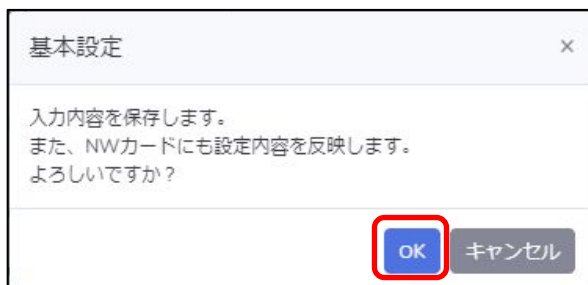 基本設定 ×
入力内容を保存します。
また、NWカードにも設定内容を反映します。
よろしいですか？
OK キャンセル